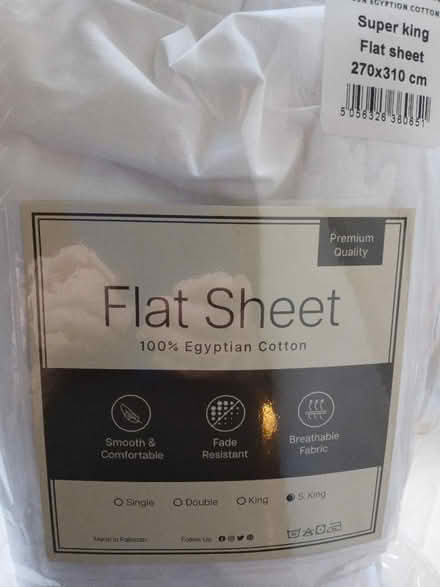 EGYPTION COTTON
Super king
Flat sheet
270x310 cm
5 056326 380851
Premium
Quality
Flat Sheet
100% Egyptian Cotton
Smooth &
Comfortable
Fade
Resistant
Breathable
Fabric
Single Double King S. King
Made in Pakistan Follow Us